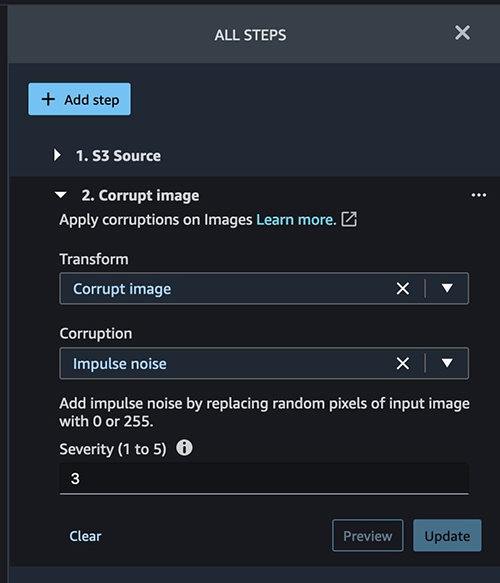 ALL STEPS
+ Add step
1. S3 Source
2. Corrupt image
Apply corruptions on Images Learn more.
Transform
Corrupt image
Corruption
Impulse noise
Add impulse noise by replacing random pixels of input image
with 0 or 255.
Severity (1 to 5)
3
Clear
Preview
Update